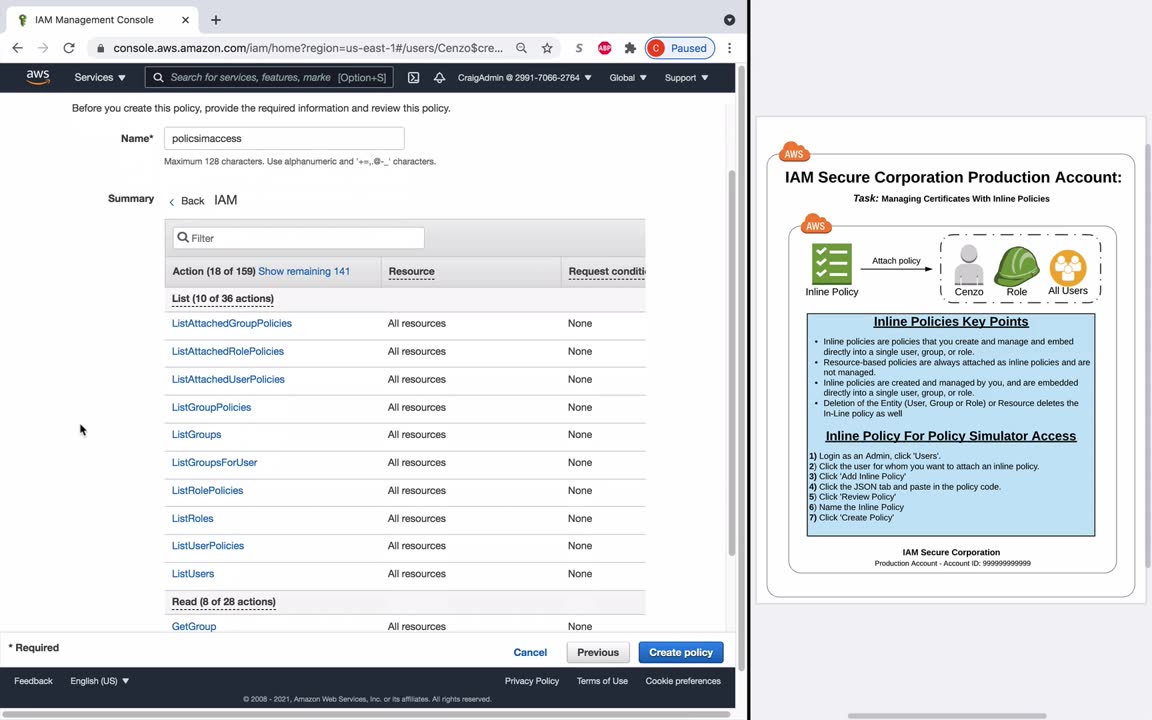 IAM Management Console
console.aws.amazon.com/iam/home?region=us-east-1#/users/Cenzo$cre...
S
ABP
C Paused
aws
Services
Search for services, features, marke [Option+S]
CraigAdmin @ 2991-7066-2764
Global
Support
Before you create this policy, provide the required information and review this policy.
Name*
policsimaccess
Maximum 128 characters. Use alphanumeric and '+=,.@-_' characters.
Summary
Back IAM
Filter
Action (18 of 159) Show remaining 141
Resource
Request conditi
List (10 of 36 actions)
ListAttachedGroupPolicies All resources None
ListAttachedRolePolicies All resources None
ListAttachedUserPolicies All resources None
ListGroupPolicies All resources None
ListGroups All resources None
ListGroupsForUser All resources None
ListRolePolicies All resources None
ListRoles All resources None
ListUserPolicies All resources None
ListUsers All resources None
Read (8 of 28 actions)
GetGroup All resources None
* Required
Cancel
Previous
Create policy
Feedback
English (US)
Privacy Policy
Terms of Use
Cookie preferences
© 2008 - 2021, Amazon Web Services, Inc. or its affiliates. All rights reserved.
AWS
IAM Secure Corporation Production Account:
Task: Managing Certificates With Inline Policies
AWS
Attach policy
Inline Policy
Cenzo
Role
All Users
Inline Policies Key Points
• Inline policies are policies that you create and manage and embed
directly into a single user, group, or role.
• Resource-based policies are always attached as inline policies and are
not managed.
• Inline policies are created and managed by you, and are embedded
directly into a single user, group, or role.
• Deletion of the Entity (User, Group or Role) or Resource deletes the
In-Line policy as well
Inline Policy For Policy Simulator Access
1) Login as an Admin, click 'Users'.
2) Click the user for whom you want to attach an inline policy.
3) Click 'Add Inline Policy'
4) Click the JSON tab and paste in the policy code.
5) Click 'Review Policy'
6) Name the Inline Policy
7) Click 'Create Policy'
IAM Secure Corporation
Production Account - Account ID: 999999999999